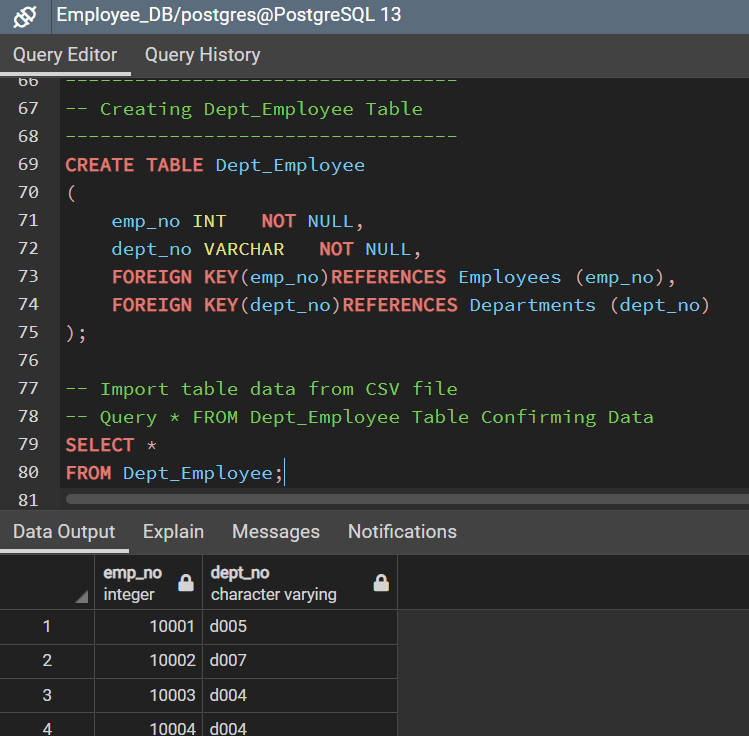 Employee_DB/postgres@PostgreSQL 13
Query Editor Query History
66 ----------------------------------
67 -- Creating Dept_Employee Table
68 ----------------------------------
69 CREATE TABLE Dept_Employee
70 (
71 emp_no INT NOT NULL,
72 dept_no VARCHAR NOT NULL,
73 FOREIGN KEY(emp_no)REFERENCES Employees (emp_no),
74 FOREIGN KEY(dept_no)REFERENCES Departments (dept_no)
75 );
76
77 -- Import table data from CSV file
78 -- Query * FROM Dept_Employee Table Confirming Data
79 SELECT *
80 FROM Dept_Employee;
81
Data Output Explain Messages Notifications
emp_no dept_no
integer character varying
1 10001 d005
2 10002 d007
3 10003 d004
4 10004 d004